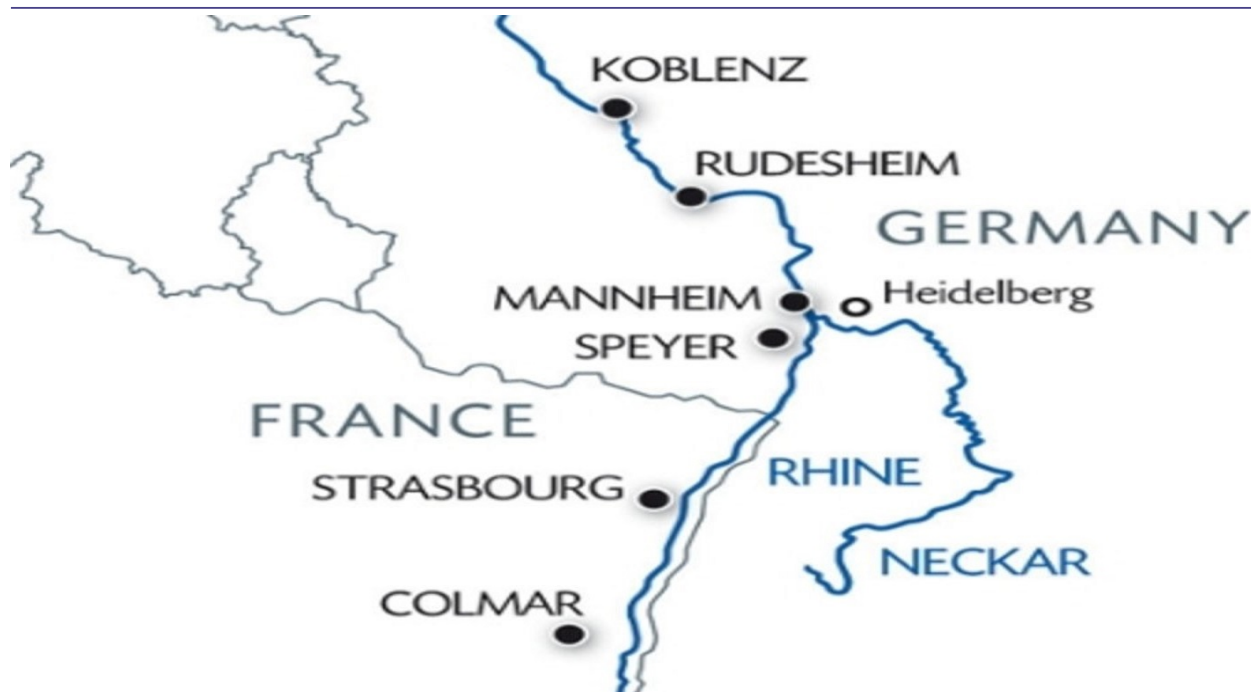 KOBLENZ
RUDESHEIM
GERMANY
MANNHEIM
Heidelberg
SPEYER
FRANCE
RHINE
STRASBOURG
NECKAR
COLMAR